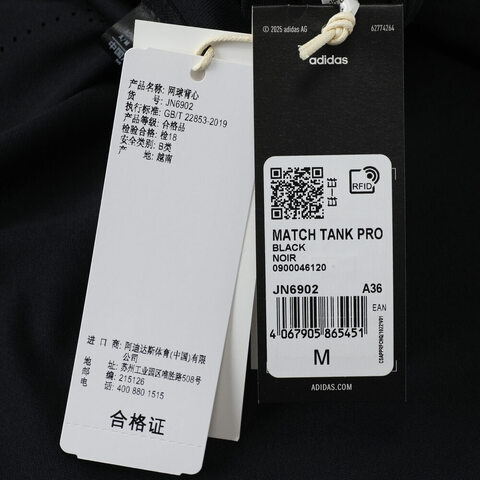 产品名称: 网球背心
货 号: JN6902
执行标准: GB/T 22853-2019
产品等级: 合格品
检验合格: 检18
安全类别: B类
产 地: 越南
进 口 商: 阿迪达斯体育(中国)有限
公司
地 址: 苏州工业园区唯胜路508号
邮 编: 215126
电 话: 400 880 1515
合格证
© 2025 adidas AG
62774264
adidas
RFID
MATCH TANK PRO
BLACK
NOIR
0900046120
JN6902 A36
EAN
4 067905 865451
M
ADIDAS.COM